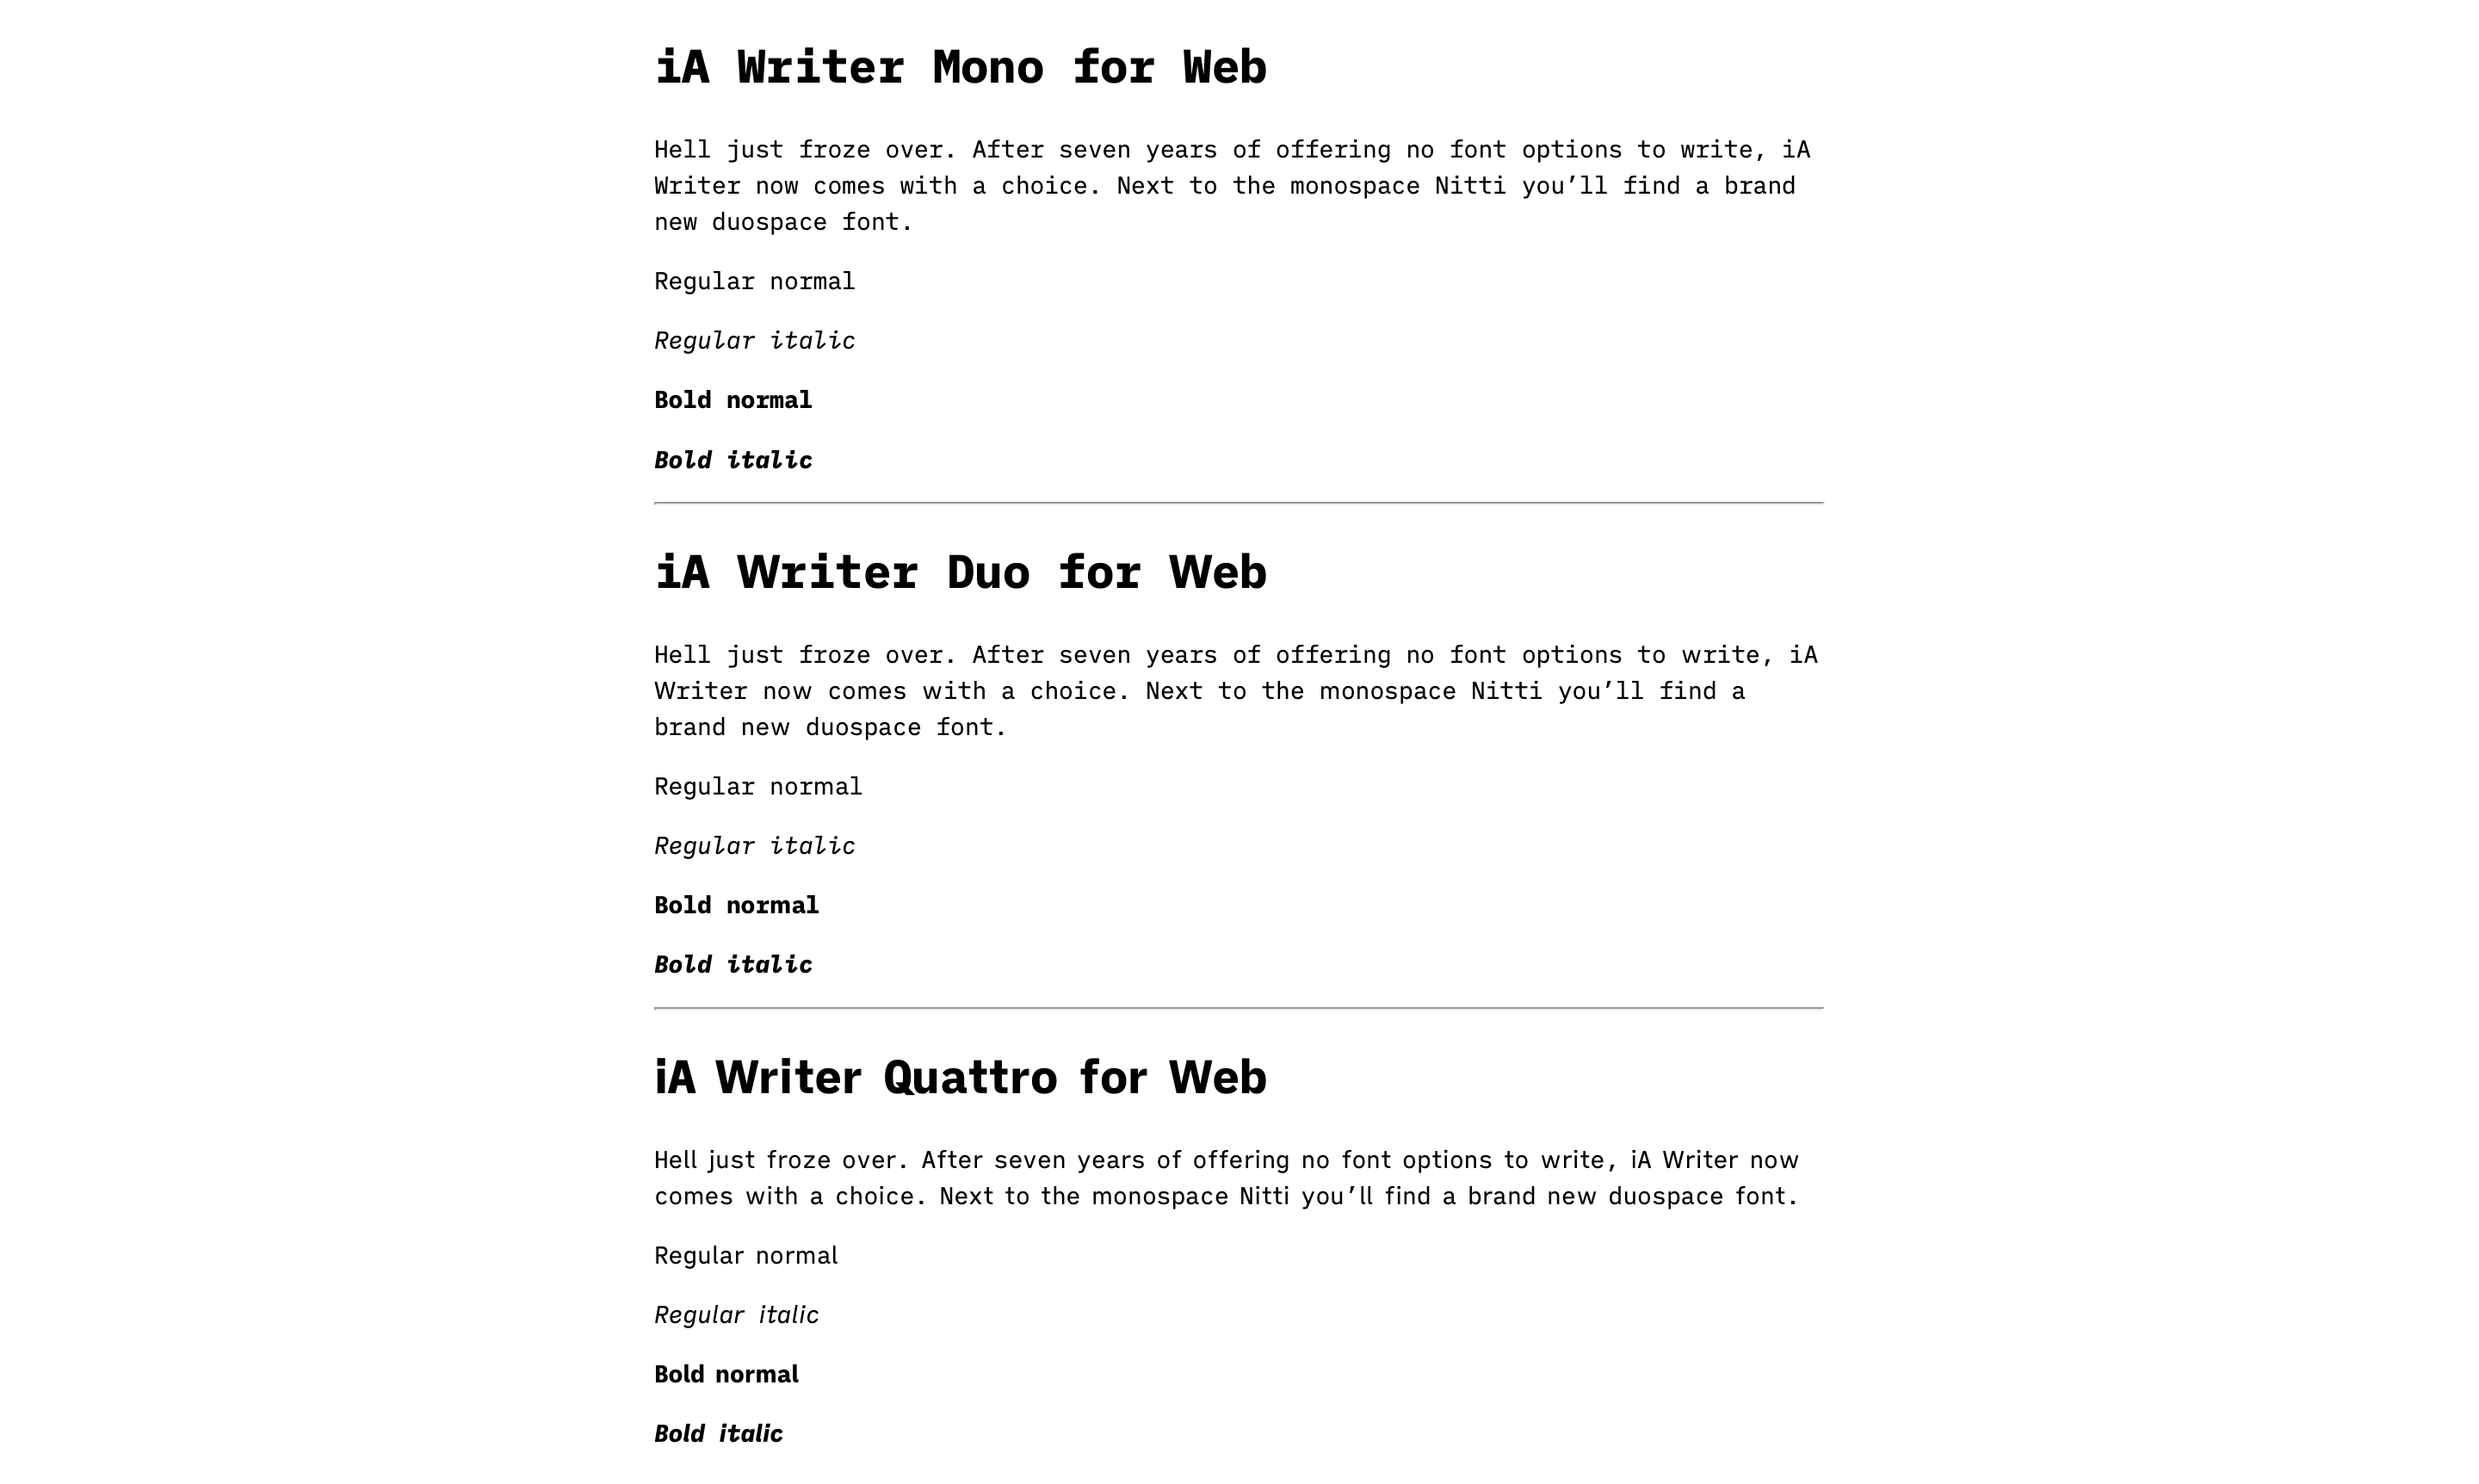 iA Writer Mono for Web
Hell just froze over. After seven years of offering no font options to write, iA
Writer now comes with a choice. Next to the monospace Nitti you’ll find a brand
new duospace font.
Regular normal
Regular italic
Bold normal
Bold italic
iA Writer Duo for Web
Hell just froze over. After seven years of offering no font options to write, iA
Writer now comes with a choice. Next to the monospace Nitti you’ll find a
brand new duospace font.
Regular normal
Regular italic
Bold normal
Bold italic
iA Writer Quattro for Web
Hell just froze over. After seven years of offering no font options to write, iA Writer now
comes with a choice. Next to the monospace Nitti you’ll find a brand new duospace font.
Regular normal
Regular italic
Bold normal
Bold italic